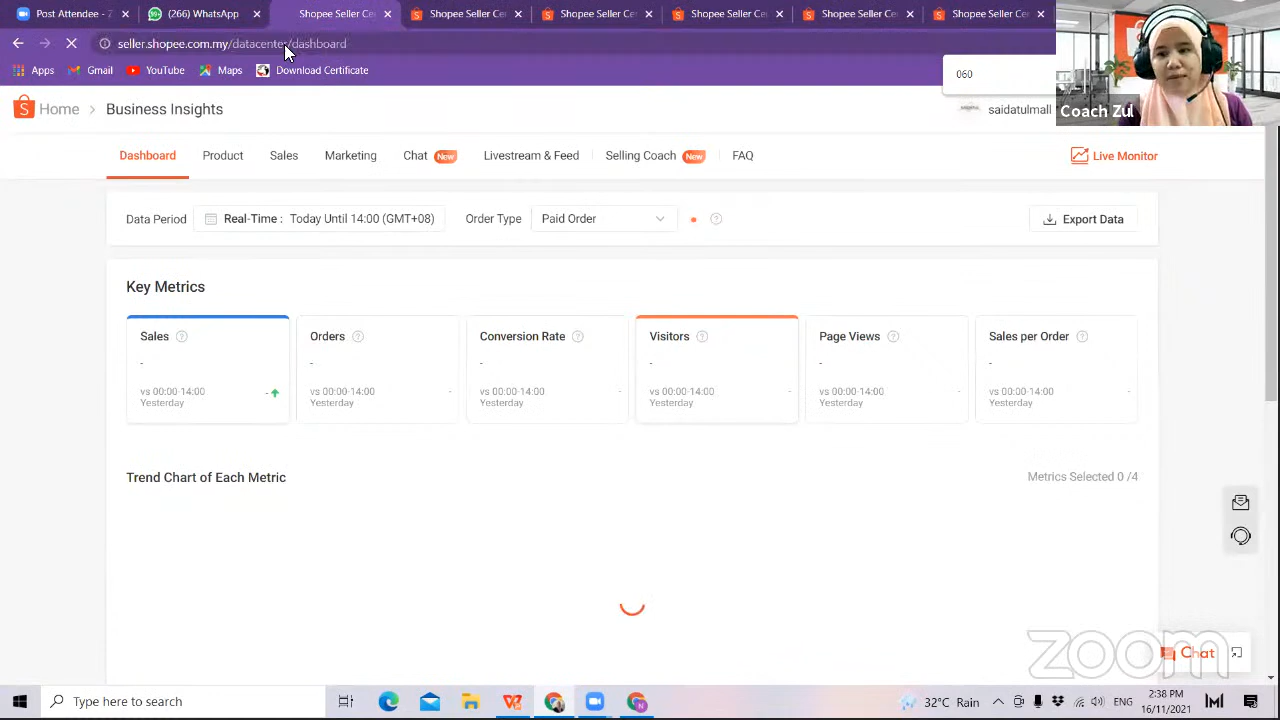 Post Attendee -
(266) WhatsApp
Shopee Seller Ce
Shopee Seller Cen
Shopee Seller Cen
Shopee Seller Cen
Shopee Seller Cen
Shopee Seller Cen
seller.shopee.com.my/datacenter/dashboard
Apps
Gmail
YouTube
Maps
Download Certificate
060
Coach Zul
Home > Business Insights
saidatulmall
Dashboard
Product
Sales
Marketing
Chat New
Livestream & Feed
Selling Coach New
FAQ
Live Monitor
Data Period
Real-Time : Today Until 14:00 (GMT+08)
Order Type
Paid Order
Export Data
Key Metrics
Sales
-
vs 00:00-14:00
Yesterday
-
Orders
-
vs 00:00-14:00
Yesterday
-
Conversion Rate
-
vs 00:00-14:00
Yesterday
-
Visitors
-
vs 00:00-14:00
Yesterday
-
Page Views
-
vs 00:00-14:00
Yesterday
-
Sales per Order
-
vs 00:00-14:00
Yesterday
-
Trend Chart of Each Metric
Metrics Selected 0 /4
zoom
Chat
Type here to search
32°C Rain
ENG
2:38 PM
16/11/2021